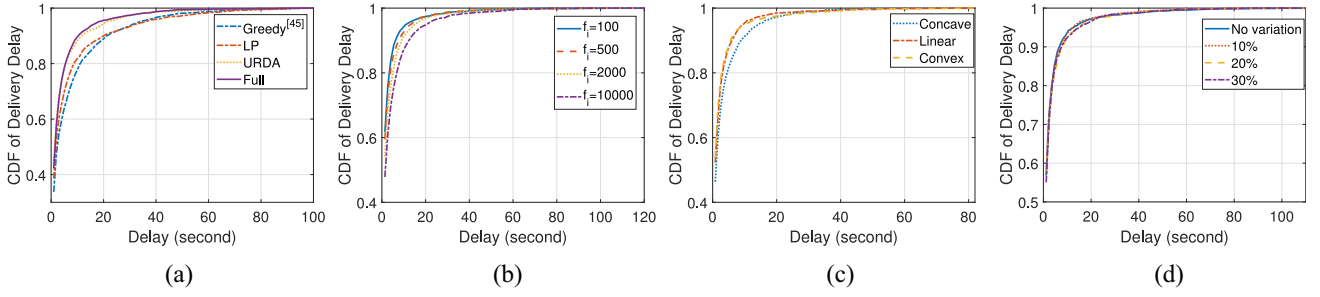 CDF of Delivery Delay
1
0.8
0.6
0.4
0
20
40
60
80
100
Delay (second)
Greedy[45]
LP
URDA
Full
(a)
CDF of Delivery Delay
1
0.8
0.6
0.4
0
20
40
60
80
100
120
Delay (second)
f_i=100
f_i=500
f_i=2000
f_i=10000
(b)
CDF of Delivery Delay
1
0.8
0.6
0.4
0
20
40
60
80
Delay (second)
Concave
Linear
Convex
(c)
CDF of Delivery Delay
1
0.9
0.8
0.7
0.6
0.5
0
20
40
60
80
100
Delay (second)
No variation
10%
20%
30%
(d)